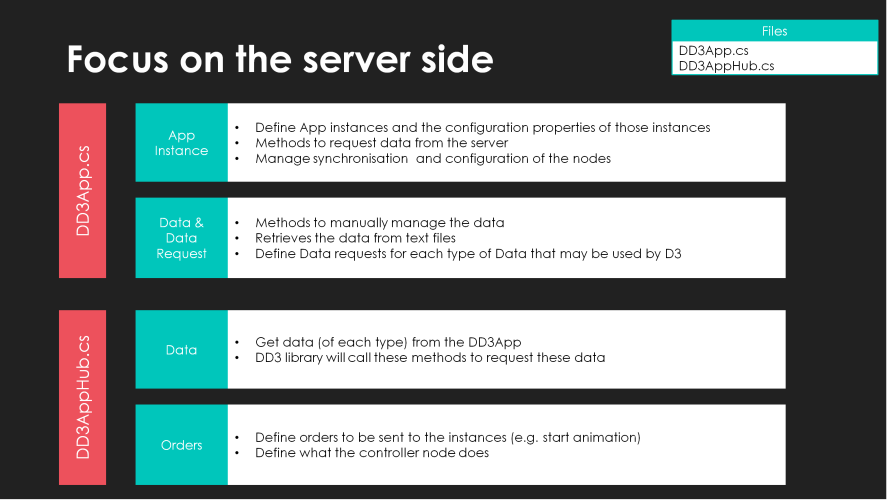 Focus on the server side
Files
DD3App.cs
DD3AppHub.cs
DD3App.cs
App
Instance
• Define App instances and the configuration properties of those instances
• Methods to request data from the server
• Manage synchronisation and configuration of the nodes
Data &
Data
Request
• Methods to manually manage the data
• Retrieves the data from text files
• Define Data requests for each type of Data that may be used by D3
DD3AppHub.cs
Data
• Get data (of each type) from the DD3App
• DD3 library will call these methods to request these data
Orders
• Define orders to be sent to the instances (e.g. start animation)
• Define what the controller node does